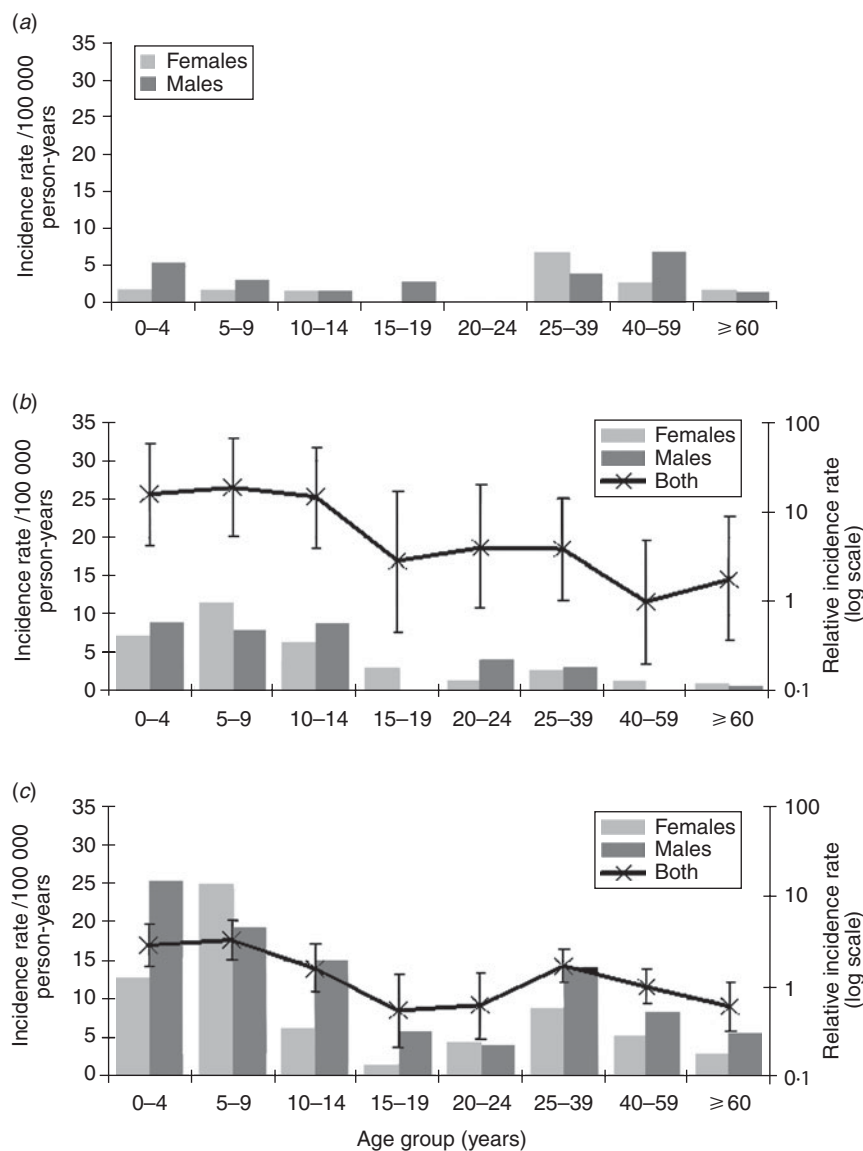 (a)
Incidence rate /100 000
person-years
35
30
25
20
15
10
5
0
Females
Males
0–4 5–9 10–14 15–19 20–24 25–39 40–59 ⩾60
(b)
Incidence rate /100 000
person-years
35
30
25
20
15
10
5
0
Females
Males
Both
100
10
1
0·1
Relative incidence rate
(log scale)
0–4 5–9 10–14 15–19 20–24 25–39 40–59 ⩾60
(c)
Incidence rate /100 000
person-years
35
30
25
20
15
10
5
0
Females
Males
Both
100
10
1
0·1
Relative incidence rate
(log scale)
0–4 5–9 10–14 15–19 20–24 25–39 40–59 ⩾60
Age group (years)